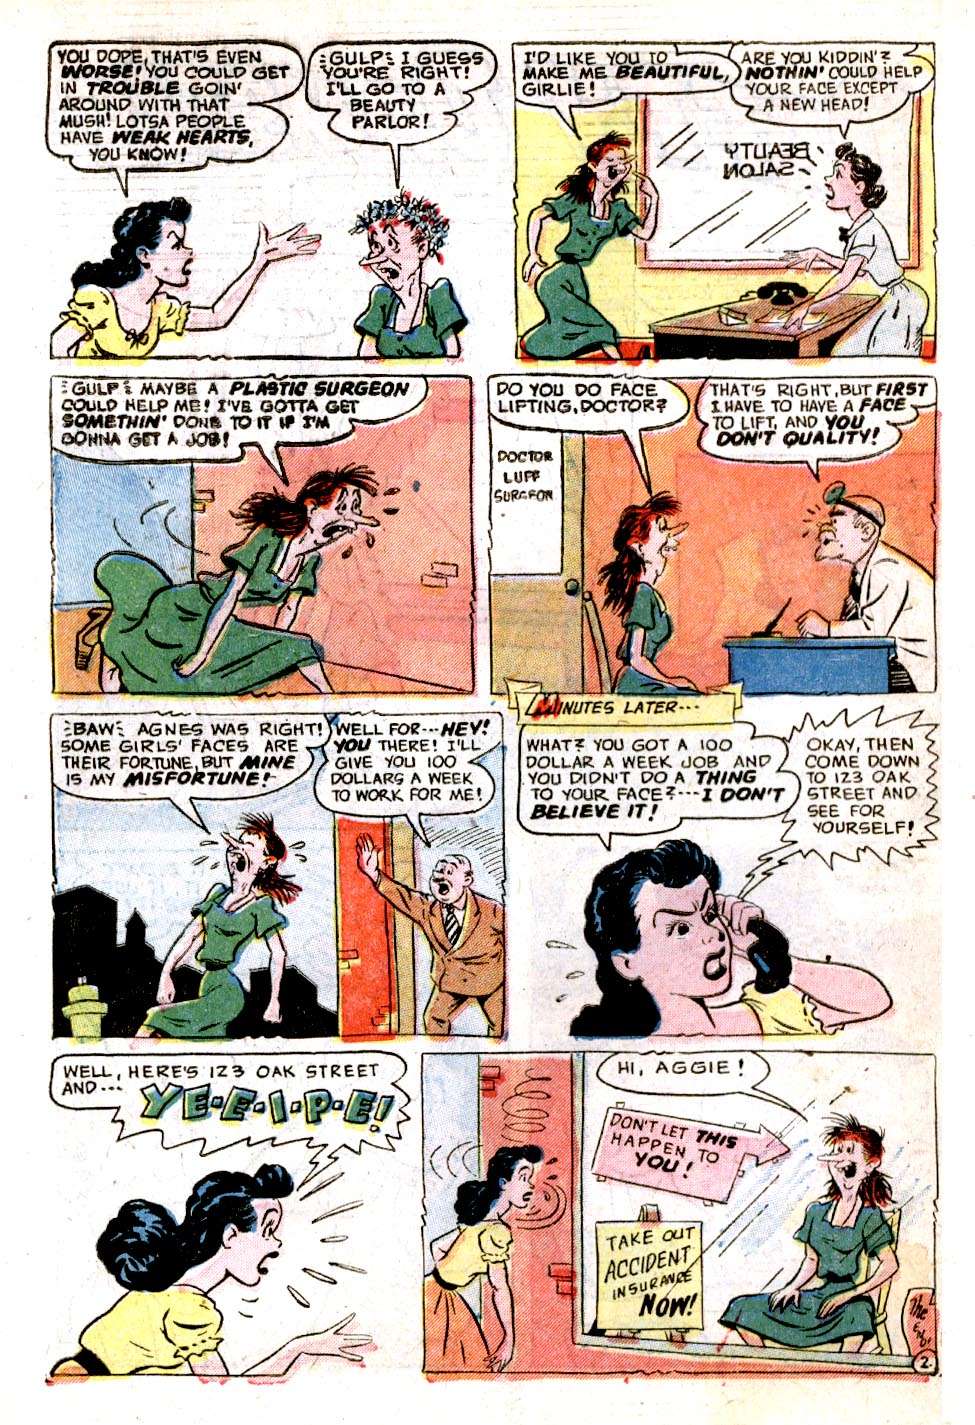 YOU DOPE, THAT'S EVEN
WORSE! YOU COULD GET
IN TROUBLE GOIN'
AROUND WITH THAT
MUSH! LOTSA PEOPLE
HAVE WEAK HEARTS,
YOU KNOW!
GULP! I GUESS
YOU'RE RIGHT!
I'LL GO TO A
BEAUTY
PARLOR!
I'D LIKE YOU TO
MAKE ME BEAUTIFUL,
GIRLIE!
ARE YOU KIDDIN'?
NOTHIN' COULD HELP
YOUR FACE EXCEPT
A NEW HEAD!
BEAUTY
SALON
GULP! MAYBE A PLASTIC SURGEON
COULD HELP ME! I'VE GOTTA GET
SOMETHIN' DONE TO IT IF I'M
GONNA GET A JOB!
DO YOU DO FACE
LIFTING, DOCTOR?
THAT'S RIGHT, BUT FIRST
I HAVE TO HAVE A FACE
TO LIFT, AND YOU
DON'T QUALITY!
DOCTOR
LUFF
SURGEON
BAW! AGNES WAS RIGHT!
SOME GIRLS' FACES ARE
THEIR FORTUNE, BUT MINE
IS MY MISFORTUNE!-
WELL FOR--- HEY!
YOU THERE! I'LL
GIVE YOU 100
DOLLARS A WEEK
TO WORK FOR ME!
MINUTES LATER---
WHAT? YOU GOT A 100
DOLLAR A WEEK JOB AND
YOU DIDN'T DO A THING
TO YOUR FACE?--- I DON'T
BELIEVE IT!
OKAY, THEN
COME DOWN
TO 123 OAK
STREET AND
SEE FOR
YOURSELF!
WELL, HERE'S 123 OAK STREET
AND---
YE-E-I-P-E!
HI, AGGIE!
DON'T LET THIS
HAPPEN TO
YOU!
TAKE OUT
ACCIDENT
INSURANCE
NOW!
The
END!
2